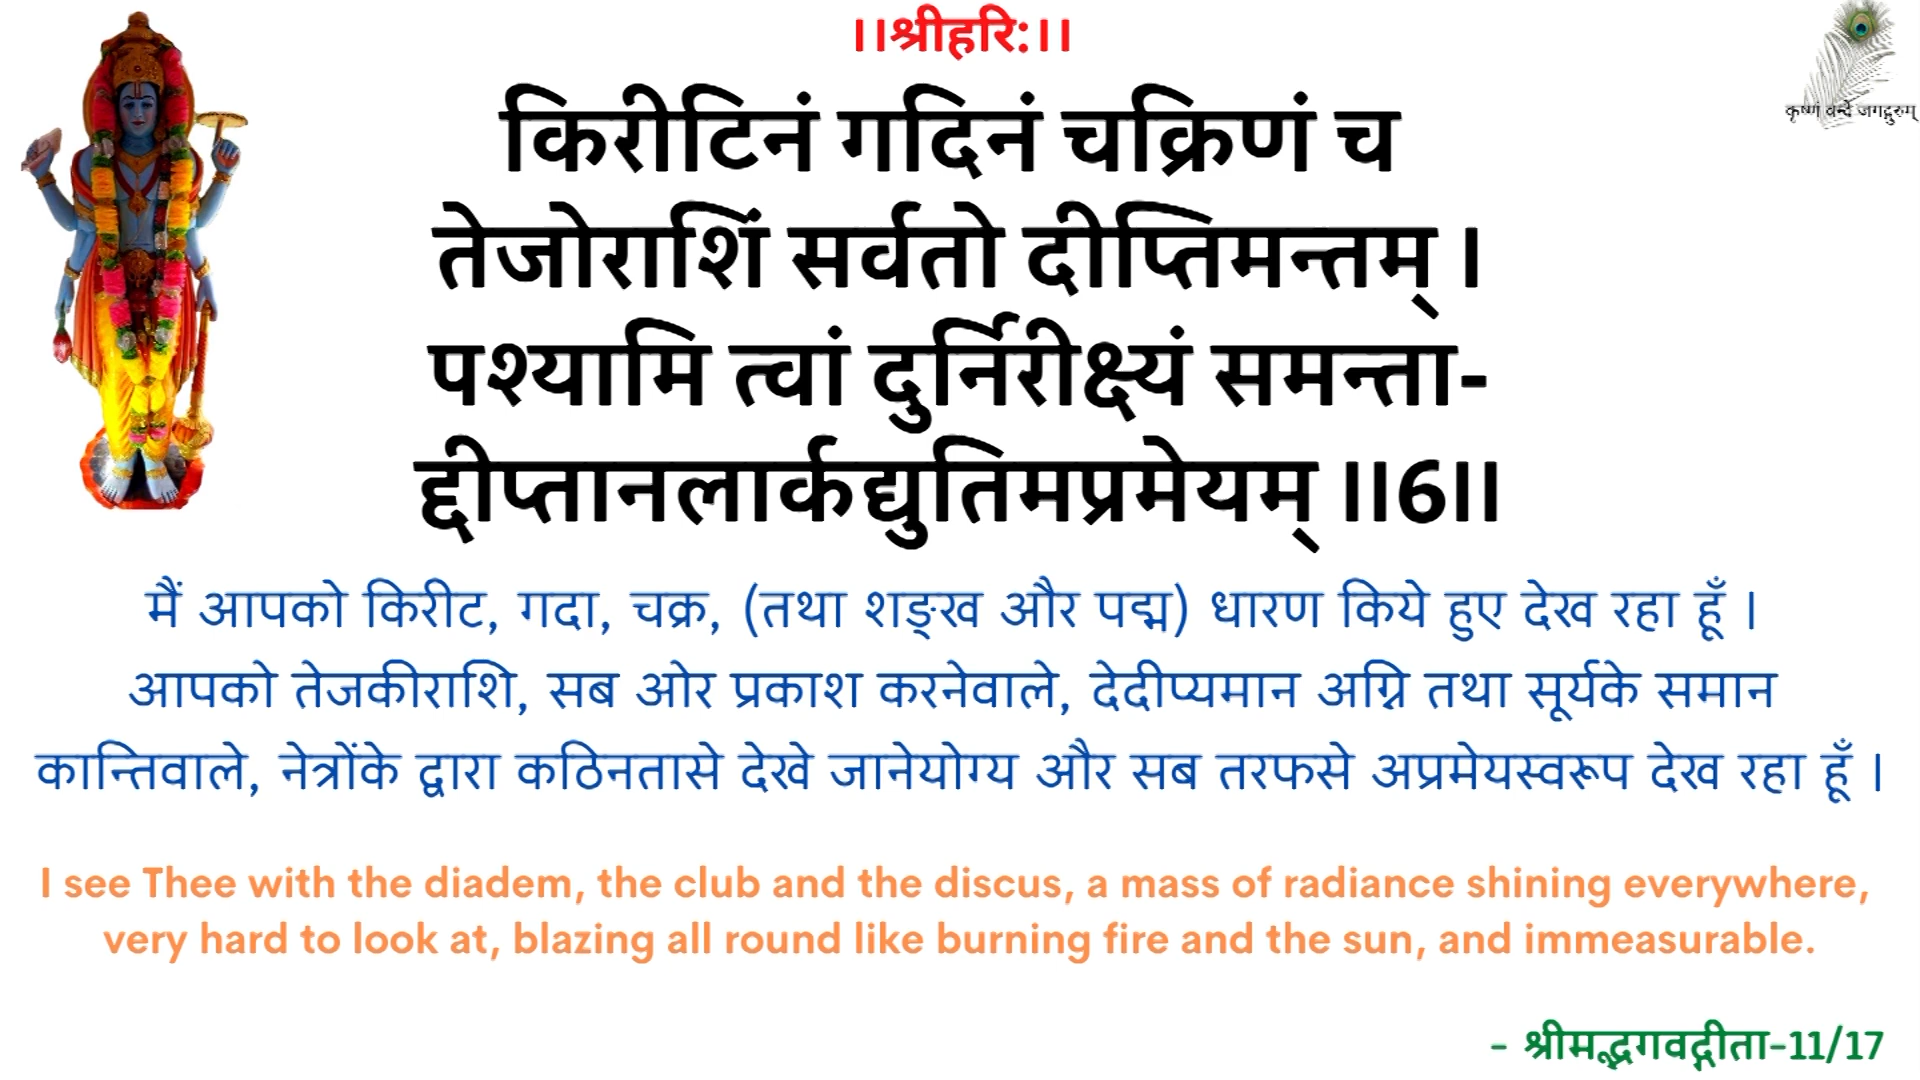 ।।श्रीहरि:।।
कृष्णं वन्दे जगद्गुरुम्
किरीटिनं गदिनं चक्रिणं च
तेजोराशिं सर्वतो दीप्तिमन्तम् ।
पश्यामि त्वां दुर्निरीक्ष्यं समन्ता-
द्दीप्तानलार्कद्युतिमप्रमेयम् ।।6।।
मैं आपको किरीट, गदा, चक्र, (तथा शङ्ख और पद्म) धारण किये हुए देख रहा हूँ ।
आपको तेजकीराशि, सब ओर प्रकाश करनेवाले, देदीप्यमान अग्नि तथा सूर्यके समान
कान्तिवाले, नेत्रोंके द्वारा कठिनतासे देखे जानेयोग्य और सब तरफसे अप्रमेयस्वरूप देख रहा हूँ ।
I see Thee with the diadem, the club and the discus, a mass of radiance shining everywhere,
very hard to look at, blazing all round like burning fire and the sun, and immeasurable.
- श्रीमद्भगवद्गीता-11/17